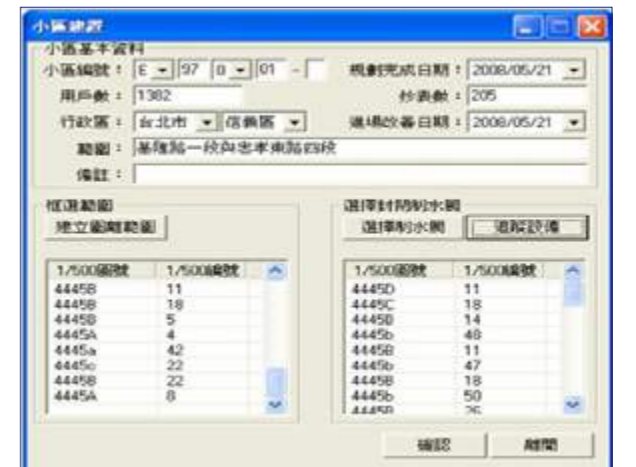 小區建置
小區基本資料
小區編號： E 97 0 01 -
規劃完成日期： 2008/05/21
用戶數： 1382
抄表數： 205
行政區： 台北市 信義區
進場改善日期： 2008/05/21
範圍： 基隆路一段與忠孝東路四段
備註：
框選範圍
建立距離範圍
1/500圖號 1/500編號
4445B 11
4445B 18
4445B 5
4445A 4
4445a 42
4445c 22
4445B 22
4445A 8
選擇封閉制水閥
選擇制水閥 追蹤設備
1/500圖號 1/500編號
4445D 11
4445C 18
4445D 14
4445b 48
4445B 11
4445b 47
4445B 18
4445b 50
26
確認 離開